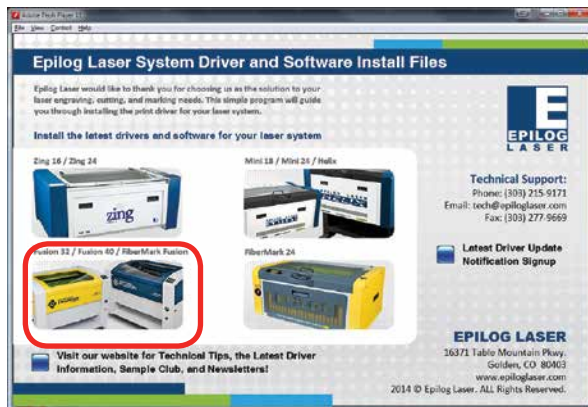 Adobe Flash Player 11
File View Control Help
Epilog Laser System Driver and Software Install Files
Epilog Laser would like to thank you for choosing us as the solution to your
laser engraving, cutting, and marking needs. This simple program will guide
you through installing the print driver for your laser system.
Install the latest drivers and software for your laser system
EPILOG
LASER
Zing 16 / Zing 24
Mini 18 / Mini 24 / Helix
zing
Technical Support:
Phone: (303) 215-9171
Email: tech@epiloglaser.com
Fax: (303) 277-9669
Fusion 32 / Fusion 40 / FiberMark Fusion
FiberMark 24
Latest Driver Update
Notification Signup
Visit our website for Technical Tips, the Latest Driver
Information, Sample Club, and Newsletters!
EPILOG LASER
16371 Table Mountain Pkwy.
Golden, CO 80403
www.epiloglaser.com
2014 © Epilog Laser. ALL Rights Reserved.